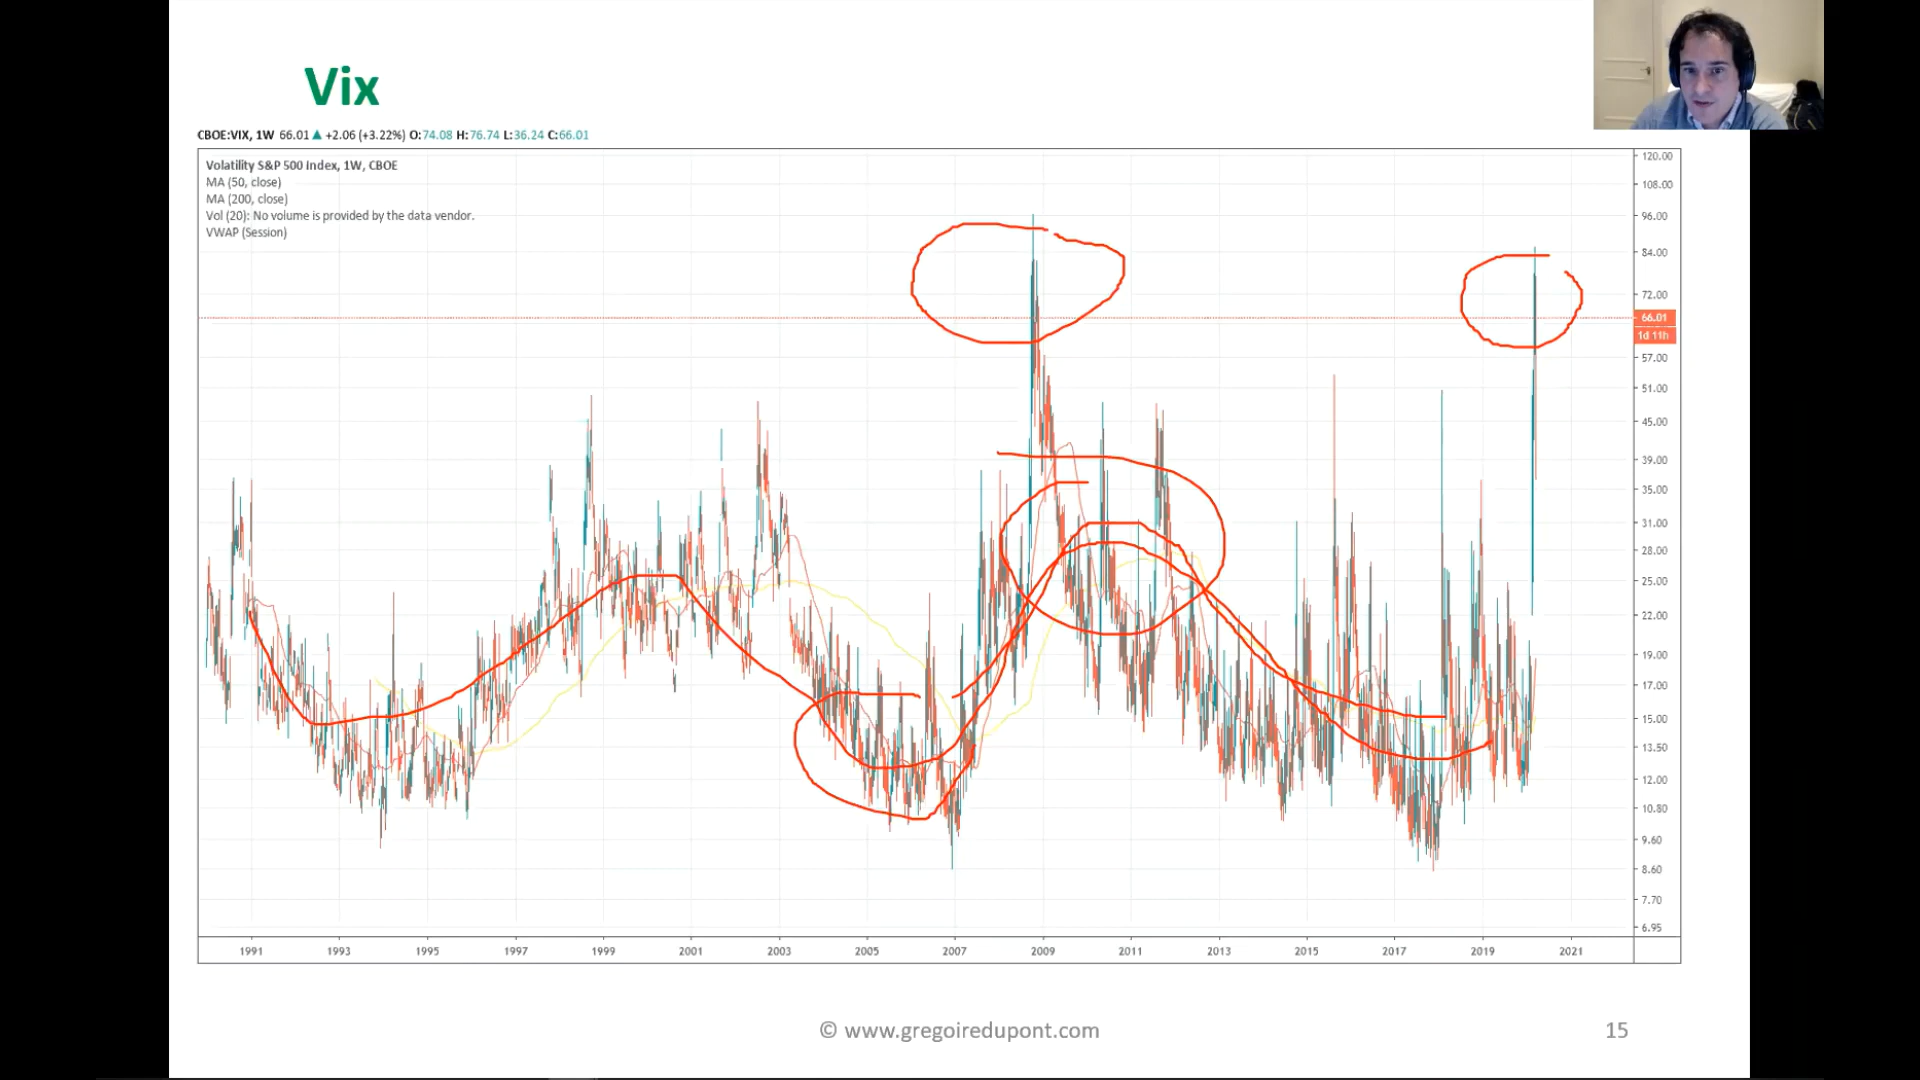 Vix
CBOE:VIX, 1W 66.01 ▲ +2.06 (+3.22%) O:74.08 H:76.74 L:36.24 C:66.01
Volatility S&P 500 Index, 1W, CBOE
MA (50, close)
MA (200, close)
Vol (20): No volume is provided by the data vendor.
VWAP (Session)
120.00
108.00
96.00
84.00
72.00
66.01
1d 11h
57.00
51.00
45.00
39.00
35.00
31.00
28.00
25.00
22.00
19.00
17.00
15.00
13.50
12.00
10.80
9.60
8.60
7.70
6.95
1991 1993 1995 1997 1999 2001 2003 2005 2007 2009 2011 2013 2015 2017 2019 2021
© www.gregoiredupont.com 15